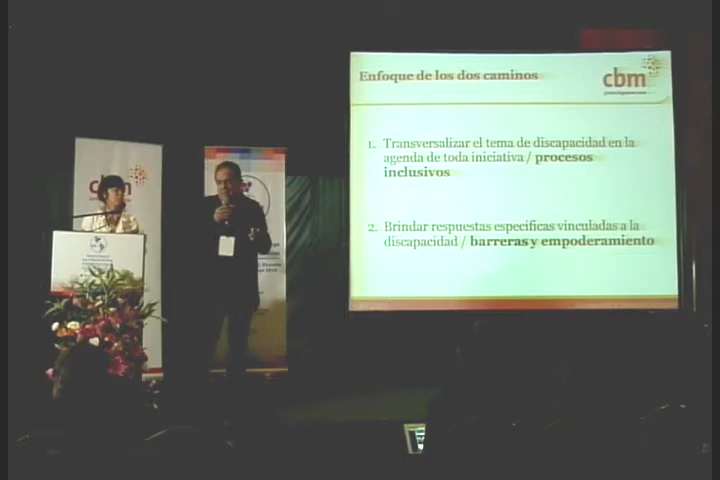 Enfoque de los dos caminos
cbm
1. Transversalizar el tema de discapacidad en la
agenda de toda iniciativa / procesos
inclusivos
2. Brindar respuestas especificas vinculadas a la
discapacidad / barreras y empoderamiento
cbm